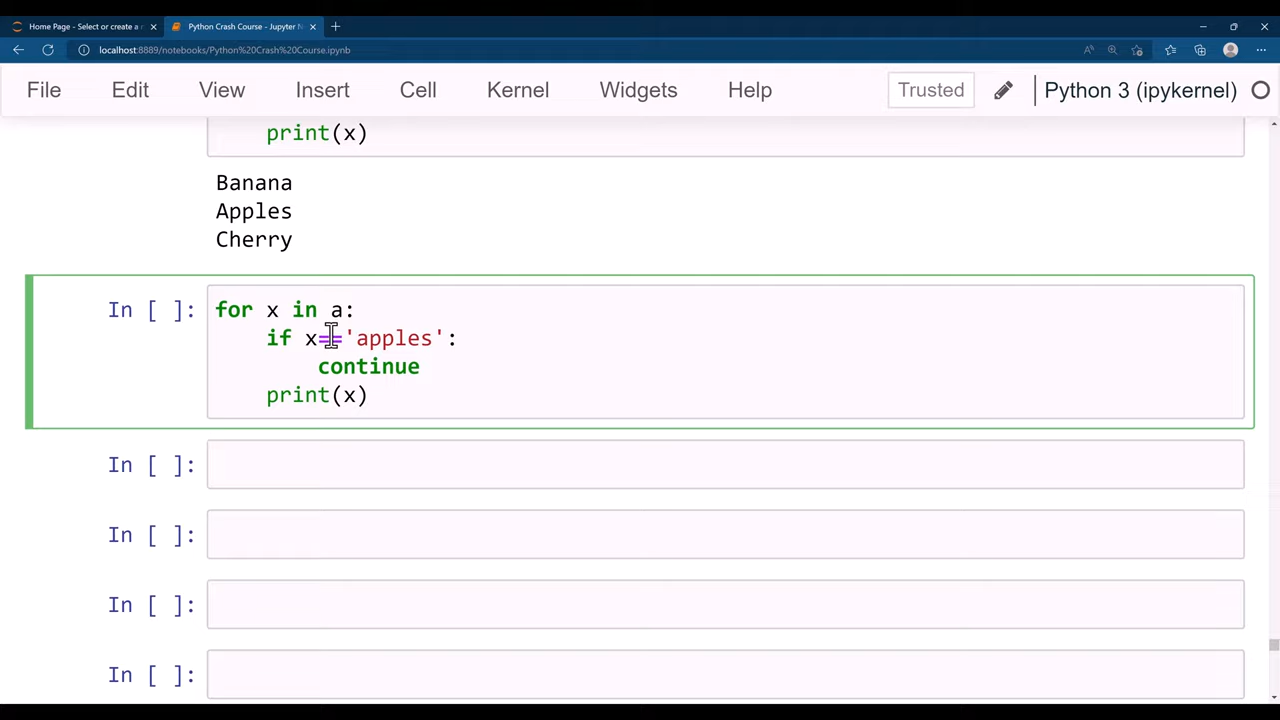 Home Page - Select or create a n
Python Crash Course - Jupyter N
localhost:8889/notebooks/Python%20Crash%20Course.ipynb
File Edit View Insert Cell Kernel Widgets Help Trusted Python 3 (ipykernel)
print(x)
Banana
Apples
Cherry
In [ ]: for x in a:
if x=='apples':
continue
print(x)
In [ ]:
In [ ]:
In [ ]:
In [ ]: